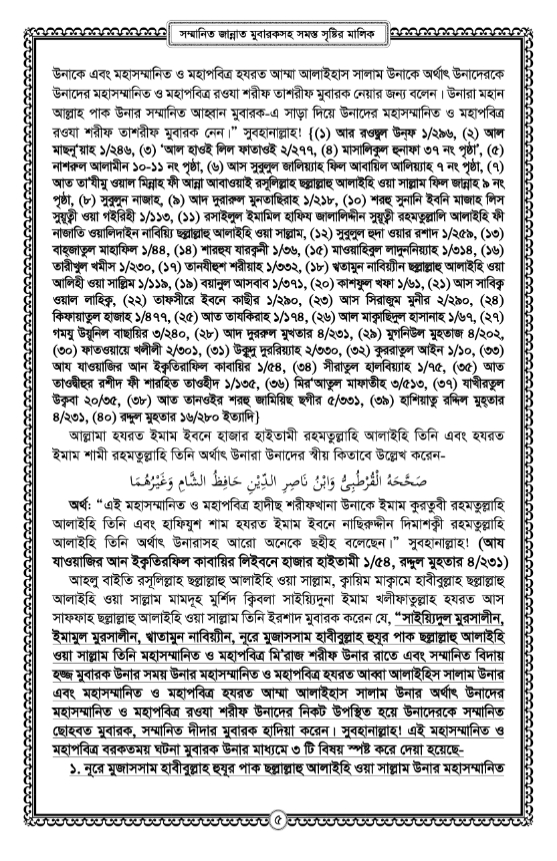 সম্মানিত জান্নাত মুবারকসহ সমস্ত সৃষ্টির মালিক
উনাকে এবং মহাসম্মানিত ও মহাপবিত্র হযরত আম্মা আলাইহাস সালাম উনাকে অর্থাৎ উনাদেরকে
উনাদের মহাসম্মানিত ও মহাপবিত্র রওযা শরীফ তাশরীফ মুবারক নেয়ার জন্য বলেন। উনারা মহান
আল্লাহ পাক উনার সম্মানিত আহ্বান মুবারক-এ সাড়া দিয়ে উনাদের মহাসম্মানিত ও মহাপবিত্র
রওযা শরীফ তাশরীফ মুবারক নেন।” সুবহানাল্লাহ! {(১) আর রওদ্বুল উন্‌ফ ১/২৯৬, (২) আল
মাছনূ‘য়াহ ১/২৪৬, (৩) ‘আল হাওই লিল ফাতাওই ২/২৭৭, (৪) মাসালিকুল হুনাফা ৩৭ নং পৃষ্ঠা’, (৫)
নাশরুল আলামীন ১০-১১ নং পৃষ্ঠা, (৬) আস সুবুলুল জালিয়্যাহ ফিল আবায়িল আলিয়্যাহ ৭ নং পৃষ্ঠা, (৭)
আত তা’যীমু ওয়াল মিন্নাহ ফী আন্না আবাওয়াই রসূলিল্লাহ ছল্লাল্লাহু আলাইহি ওয়া সাল্লাম ফিল জান্নাহ ৯ নং
পৃষ্ঠা, (৮) সুবুলুন নাজাহ, (৯) আদ দুরারুল মুনতাছিরাহ ১/২১৮, (১০) শরহু সুনানি ইবনি মাজাহ লিস
সুয়ূত্বী ওয়া গইরিহী ১/১১৩, (১১) রসাইলুল ইমামিল হাফিয জালালিদ্দীন সুয়ূত্বী রহমতুল্লালি আলাইহি ফী
নাজাতি ওয়ালিদাইন নাবিয়্যি ছল্লাল্লাহু আলাইহি ওয়া সাল্লাম, (১২) সুবুলুল হুদা ওয়ার রশাদ ১/২৫৯, (১৩)
বাহ্‌জাতুল মাহাফিল ১/৪৪, (১৪) শারহুয যারক্বনী ১/৩৬, (১৫) মাওয়াহিবুল লাদুননিয়্যাহ ১/৩১৪, (১৬)
তারীখুল খমীস ১/২৩০, (১৭) তানযীহুশ শরীয়াহ ১/৩৩২, (১৮) খ্বতামুন নাবিয়্যীন ছল্লাল্লাহু আলাইহি ওয়া
আলিহী ওয়া সাল্লিম ১/১১৯, (১৯) বয়ানুল আসবাব ১/৩৭১, (২০) কাশফুল খফা ১/৬১, (২১) আস সাবিক্ব
ওয়াল লাহিক্ব, (২২) তাফসীরে ইবনে কাছীর ১/২৯০, (২৩) আস সিরাজুম মুনীর ২/২৯০, (২৪)
কিফায়াতুল জাহাহ ১/৪৭৭, (২৫) আত তাযকিরাহ ১/১৭৪, (২৬) আল মাক্বাছিদুল হাসানাহ ১/৬৭, (২৭)
গময়ু উয়ূনিল বাছায়ির ৩/২৪০, (২৮) আদ দুররুল মুখতার ৪/২৩১, (২৯) মুগনিউল মুহতাজ ৪/২০২,
(৩০) ফাতওয়ায়ে খলীলী ২/৩০১, (৩১) উক্বূদু দুররিয়্যাহ ২/৩৩০, (৩২) কুররাতুল আইন ১/১০, (৩৩)
আয যাওয়াজির আন ইক্বতিরাফিল কাবায়ির ১/৫৪, (৩৪) সীরাতুল হালবিয়্যাহ ১/৭৫, (৩৫) আত
তাওদ্বীহুর রশীদ ফী শারহিত তাওহীদ ১/১৩৫, (৩৬) মির‘আতুল মাফাতীহ ৩/৫১৩, (৩৭) যাখীরাতুল
উক্ববা ২০/৩৫, (৩৮) আত তানওইর শরহু জামিয়িছ ছগীর ৫/৩৩১, (৩৯) হাশিয়াতু রদ্দিল মুহ্‌তার
৪/২৩১, (৪০) রদ্দুল মুহতার ১৬/২৮০ ইত্যাদি}
আল্লামা হযরত ইমাম ইবনে হাজার হাইতামী রহমতুল্লাহি আলাইহি তিনি এবং হযরত
ইমাম শামী রহমতুল্লাহি তিনি অর্থাৎ উনারা উনাদের স্বীয় কিতাবে উল্লেখ করেন-
صَحَّحَهُ الْقُرْطُبِىُّ وَابْنُ نَاصِرِ الدِّيْنِ حَافِظُ الشَّامِ وَغَيْرُهُمَا
অর্থ: “এই মহাসম্মানিত ও মহাপবিত্র হাদীছ শরীফখানা উনাকে ইমাম কুরতুবী রহমতুল্লাহি
আলাইহি তিনি এবং হাফিযুশ শাম হযরত ইমাম ইবনে নাছিরুদ্দীন দিমাশকী রহমতুল্লাহি
আলাইহি তিনি অর্থাৎ উনারাসহ আরো অনেকে ছহীহ বলেছেন।” সুবহানাল্লাহ! (আয
যাওয়াজির আন ইক্বতিরফিল কাবায়ির লিইবনে হাজার হাইতামী ১/৫৪, রদ্দুল মুহতার ৪/২৩১)
আহলু বাইতি রসূলিল্লাহ ছল্লাল্লাহু আলাইহি ওয়া সাল্লাম, ক্বায়িম মাক্বামে হাবীবুল্লাহ ছল্লাল্লাহু
আলাইহি ওয়া সাল্লাম মামদূহ মুর্শিদ ক্বিবলা সাইয়্যিদুনা ইমাম খলীফাতুল্লাহ হযরত আস
সাফফাহ ছল্লাল্লাহু আলাইহি ওয়া সাল্লাম তিনি ইরশাদ মুবারক করেন যে, “সাইয়্যিদুল মুরসালীন,
ইমামুল মুরসালীন, খ্বাতামুন নাবিয়্যীন, নূরে মুজাসসাম হাবীবুল্লাহ হুযূর পাক ছল্লাল্লাহু আলাইহি
ওয়া সাল্লাম তিনি মহাসম্মানিত ও মহাপবিত্র মি’রাজ শরীফ উনার রাতে এবং সম্মানিত বিদায়
হজ্জ মুবারক উনার সময় উনার মহাসম্মানিত ও মহাপবিত্র হযরত আব্বা আলাইহিস সালাম উনার
এবং মহাসম্মানিত ও মহাপবিত্র হযরত আম্মা আলাইহাস সালাম উনার অর্থাৎ উনাদের
মহাসম্মানিত ও মহাপবিত্র রওযা শরীফ উনাদের নিকট উপস্থিত হয়ে উনাদেরকে সম্মানিত
ছোহবত মুবারক, সম্মানিত দীদার মুবারক হাদিয়া করেন। সুবহানাল্লাহ! এই মহাসম্মানিত ও
মহাপবিত্র বরকতময় ঘটনা মুবারক উনার মাধ্যমে ৩ টি বিষয় স্পষ্ট করে দেয়া হয়েছে-
১. নূরে মুজাসসাম হাবীবুল্লাহ হুযূর পাক ছল্লাল্লাহু আলাইহি ওয়া সাল্লাম উনার মহাসম্মানিত
৫